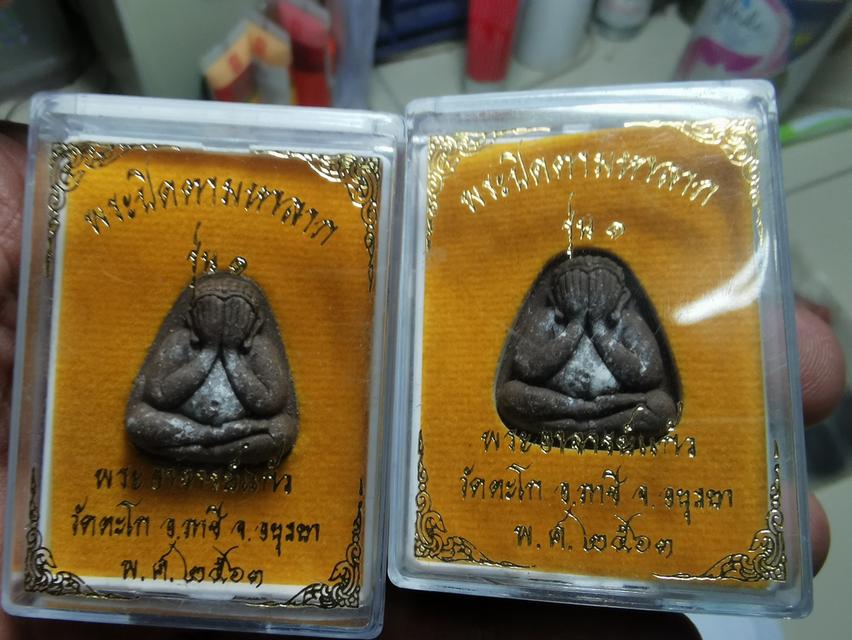 พระปิดตามหาลาภ
รุ่น ๑
พระอาจารย์แก้ว
วัดตะโก อ.ภาชี จ.อยุธยา
พ.ศ.๒๕๖๓
พระปิดตามหาลาภ
รุ่น ๑
พระอาจารย์แก้ว
วัดตะโก อ.ภาชี จ.อยุธยา
พ.ศ.๒๕๖๓
Glade